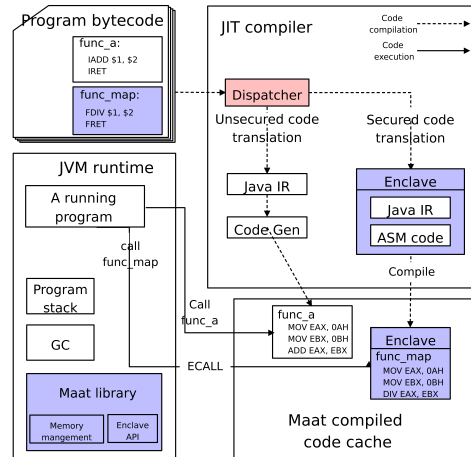 Program bytecode
func_a:
IADD $1, $2
IRET
func_map:
FDIV $1, $2
FRET
JIT compiler
Code
compilation
Code
execution
Dispatcher
Unsecured code
translation
Secured code
translation
Java IR
Code Gen
Enclave
Java IR
ASM code
Compile
JVM runtime
A running
program
call
func_map
Program
stack
GC
Call
func_a
ECALL
Maat library
Memory
mangement
Enclave
API
func_a
MOV EAX, 0AH
MOV EBX, 0BH
ADD EAX, EBX
Enclave
func_map
MOV EAX, 0AH
MOV EBX, 0BH
DIV EAX, EBX
Maat compiled
code cache